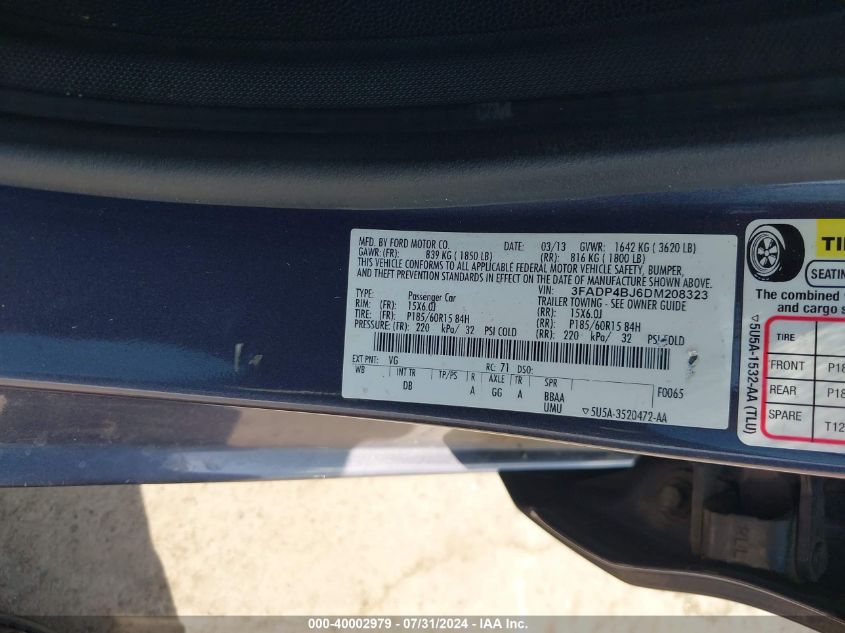 MFD. BY FORD MOTOR CO. DATE: 03/13 GVWR: 1642 KG ( 3620 LB)
GAWR:(FR): 839 KG ( 1850 LB) (RR): 816 KG ( 1800 LB)
THIS VEHICLE CONFORMS TO ALL APPLICABLE FEDERAL MOTOR VEHICLE SAFETY, BUMPER,
AND THEFT PREVENTION STANDARDS IN EFFECT ON THE DATE OF MANUFACTURE SHOWN ABOVE.
VIN: 3FADP4BJ6DM208323
TYPE: Passenger Car TRAILER TOWING - SEE OWNER GUIDE
RIM: (FR): 15X6.0J (RR): 15X6.0J
TIRE: (FR): P185/60R15 84H (RR): P185/60R15 84H
PRESSURE: (FR): 220 kPa/ 32 PSI COLD (RR): 220 kPa/ 32 PSI COLD
EXT PNT: VG RC: 71 DSO: F0065
WB INT TR TP/PS R AXLE TR SPR
DB A GG A BBAA
UMU ▽5U5A-3520472-AA
TI
SEATIN
The combined
and cargo s
TIRE
FRONT P18
REAR P18
SPARE T12
▽5U5A-1532-AA (TLU)
000-40002979 / 07/31/2024 - IAA Inc.